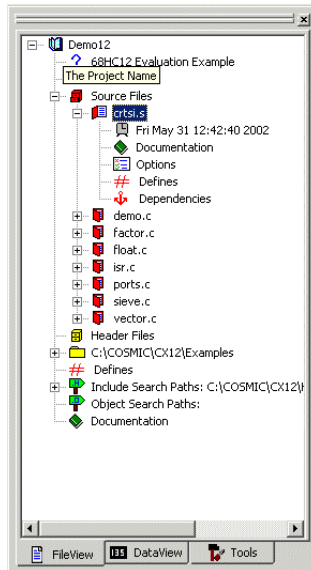 Demo12
68HC12 Evaluation Example
The Project Name
Source Files
crtsi.s
Fri May 31 12:42:40 2002
Documentation
Options
Defines
Dependencies
demo.c
factor.c
float.c
isr.c
ports.c
sieve.c
vector.c
Header Files
C:\COSMIC\CX12\Examples
Defines
Include Search Paths: C:\COSMIC\CX12\
Object Search Paths:
Documentation
FileView DataView Tools